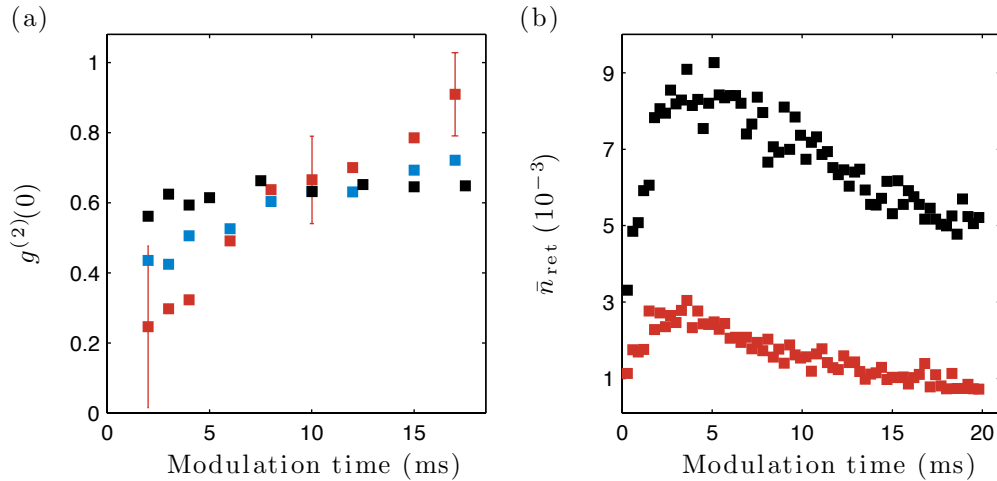 (a)
1
0.8
0.6
0.4
0.2
0
0 5 10 15
g(2)(0)
Modulation time (ms)
(b)
9
7
5
3
1
0 5 10 15 20
n̄ret (10−3)
Modulation time (ms)